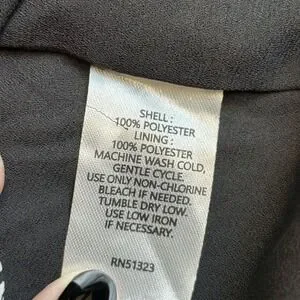 SHELL :
100% POLYESTER
LINING :
100% POLYESTER
MACHINE WASH COLD,
GENTLE CYCLE.
USE ONLY NON-CHLORINE
BLEACH IF NEEDED.
TUMBLE DRY LOW.
USE LOW IRON
IF NECESSARY.
RN51323